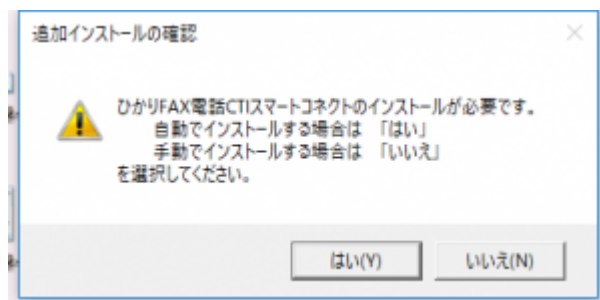 追加インストールの確認
ひかりFAX電話CTIスマートコネクトのインストールが必要です。
自動でインストールする場合は 「はい」
手動でインストールする場合は 「いいえ」
を選択してください。
はい(Y) いいえ(N)